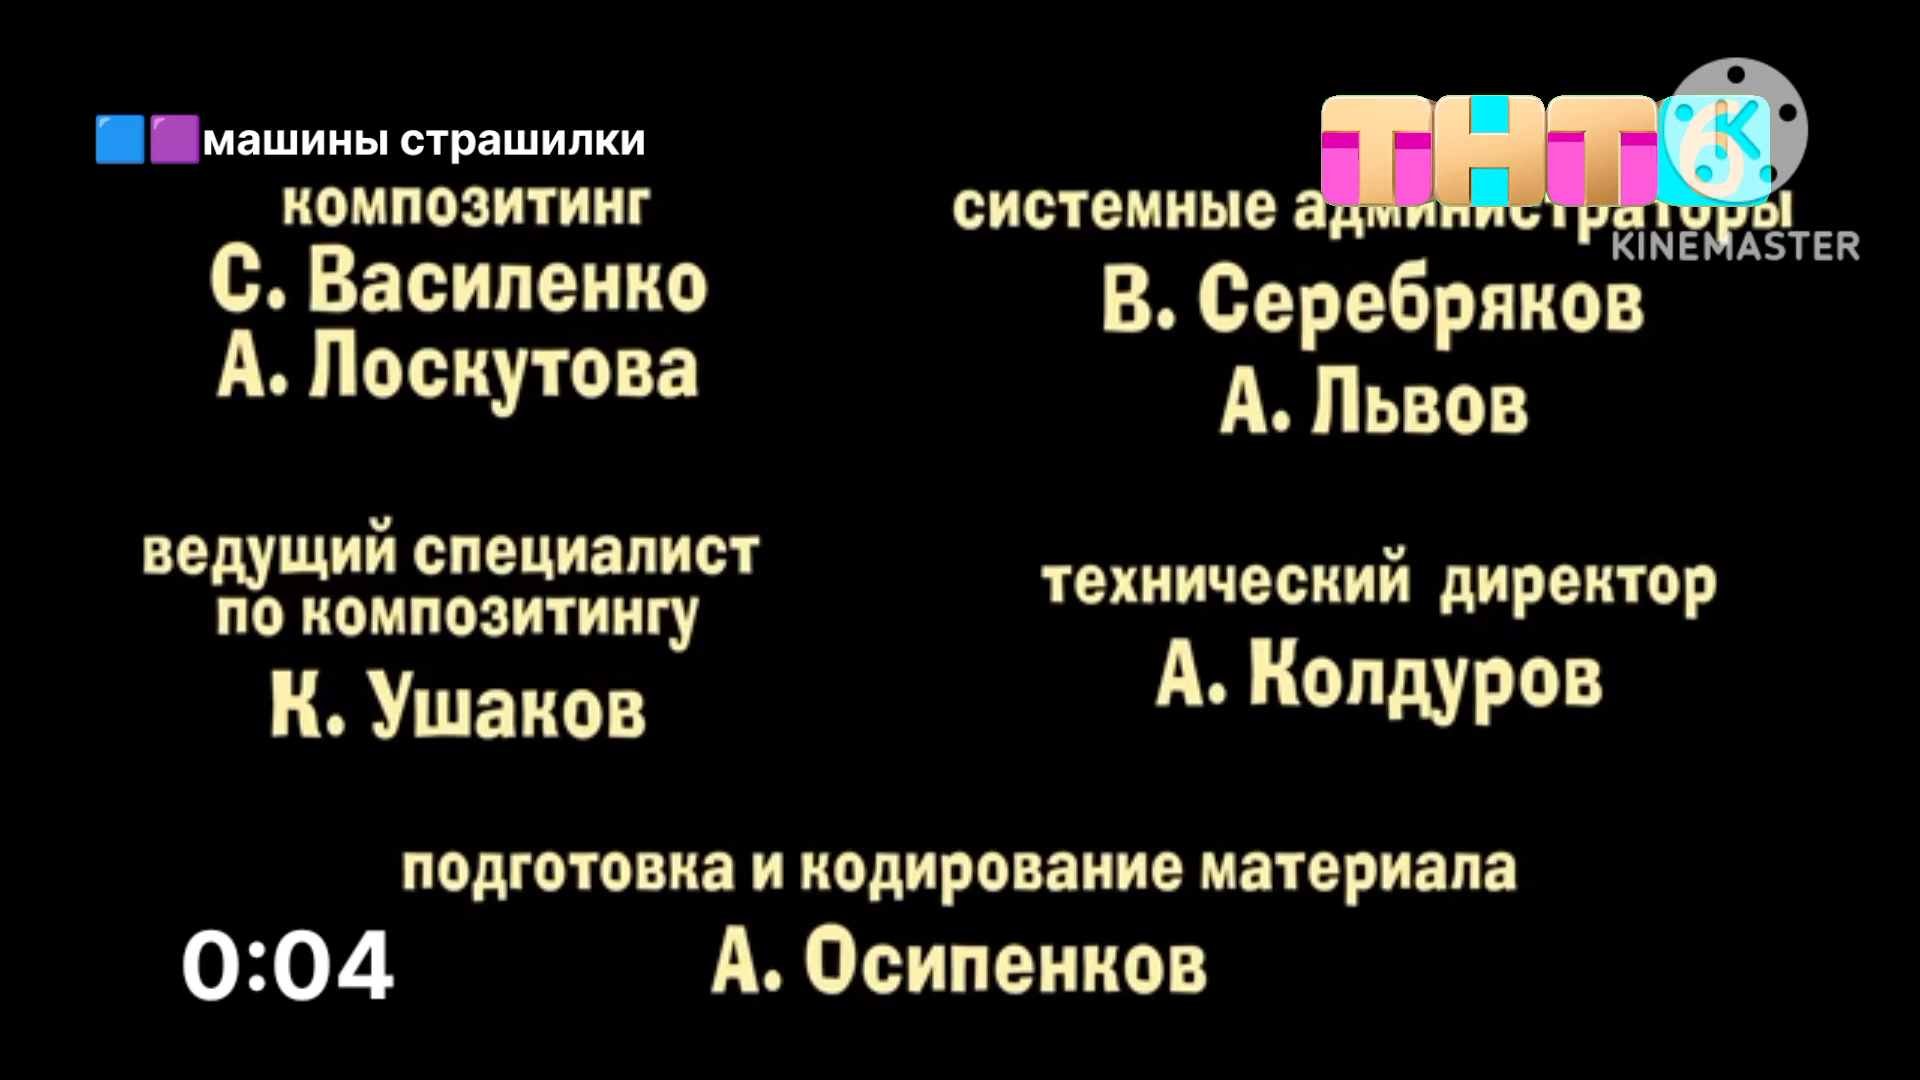 🟦🟪машины страшилки
ТНТ6
KINEMASTER
композитинг
С. Василенко
А. Лоскутова
системные администраторы
В. Серебряков
А. Львов
ведущий специалист
по композитингу
К. Ушаков
технический директор
А. Колдуров
подготовка и кодирование материала
А. Осипенков
0:04